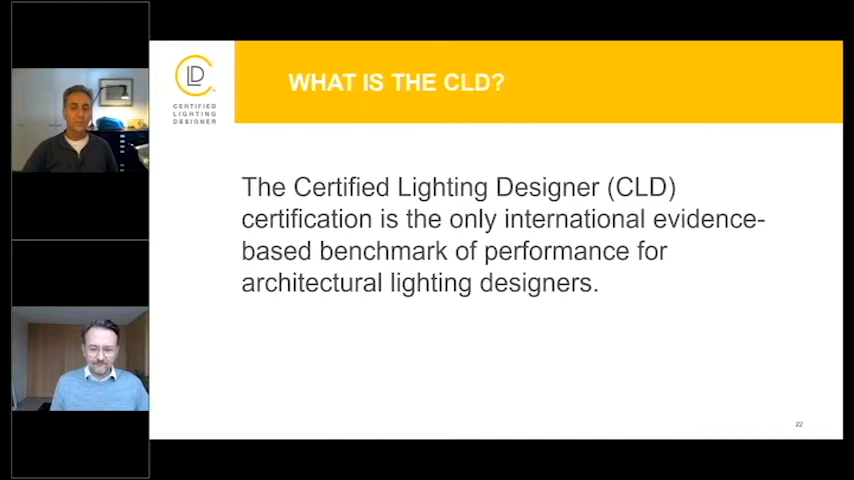 WHAT IS THE CLD?
CLD
CERTIFIED
LIGHTING
DESIGNER
The Certified Lighting Designer (CLD)
certification is the only international evidence-
based benchmark of performance for
architectural lighting designers.
22